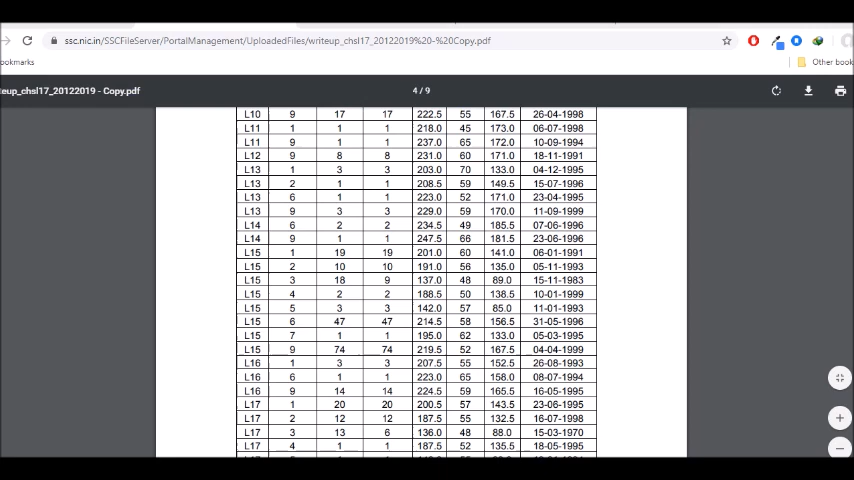 ssc.nic.in/SSCFileServer/PortalManagement/UploadedFiles/writeup_chsl17_20122019%20-%20Copy.pdf
ookmarks Other book
eup_chsl17_20122019 - Copy.pdf 4 / 9
L10 9 17 17 222.5 55 167.5 26-04-1998
L11 1 1 1 218.0 45 173.0 06-07-1998
L11 9 1 1 237.0 65 172.0 10-09-1994
L12 9 8 8 231.0 60 171.0 18-11-1991
L13 1 3 3 203.0 70 133.0 04-12-1995
L13 2 1 1 208.5 59 149.5 15-07-1996
L13 6 1 1 223.0 52 171.0 23-04-1995
L13 9 3 3 229.0 59 170.0 11-09-1999
L14 6 2 2 234.5 49 185.5 07-06-1996
L14 9 1 1 247.5 66 181.5 23-06-1996
L15 1 19 19 201.0 60 141.0 06-01-1991
L15 2 10 10 191.0 56 135.0 05-11-1993
L15 3 18 9 137.0 48 89.0 15-11-1983
L15 4 2 2 188.5 50 138.5 10-01-1999
L15 5 3 3 142.0 57 85.0 11-01-1993
L15 6 47 47 214.5 58 156.5 31-05-1996
L15 7 1 1 195.0 62 133.0 05-03-1995
L15 9 74 74 219.5 52 167.5 04-04-1999
L16 1 3 3 207.5 55 152.5 26-08-1993
L16 6 1 1 223.0 65 158.0 08-07-1994
L16 9 14 14 224.5 59 165.5 16-05-1995
L17 1 20 20 200.5 57 143.5 23-06-1995
L17 2 12 12 187.5 55 132.5 16-07-1998
L17 3 13 6 136.0 48 88.0 15-03-1970
L17 4 1 1 187.5 52 135.5 18-05-1995